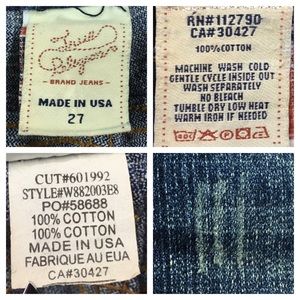 True Religion
BRAND JEANS
MADE IN USA
27
RN#112790
CA#30427
100%COTTON
MACHINE WASH COLD
GENTLE CYCLE INSIDE OUT
WASH SEPARATELY
NO BLEACH
TUMBLE DRY LOW HEAT
WARM IRON IF NEEDED
CUT#601992
STYLE#W882003E8
PO#58688
100% COTTON
100% COTTON
MADE IN USA
FABRIQUE AU EUA
CA#30427